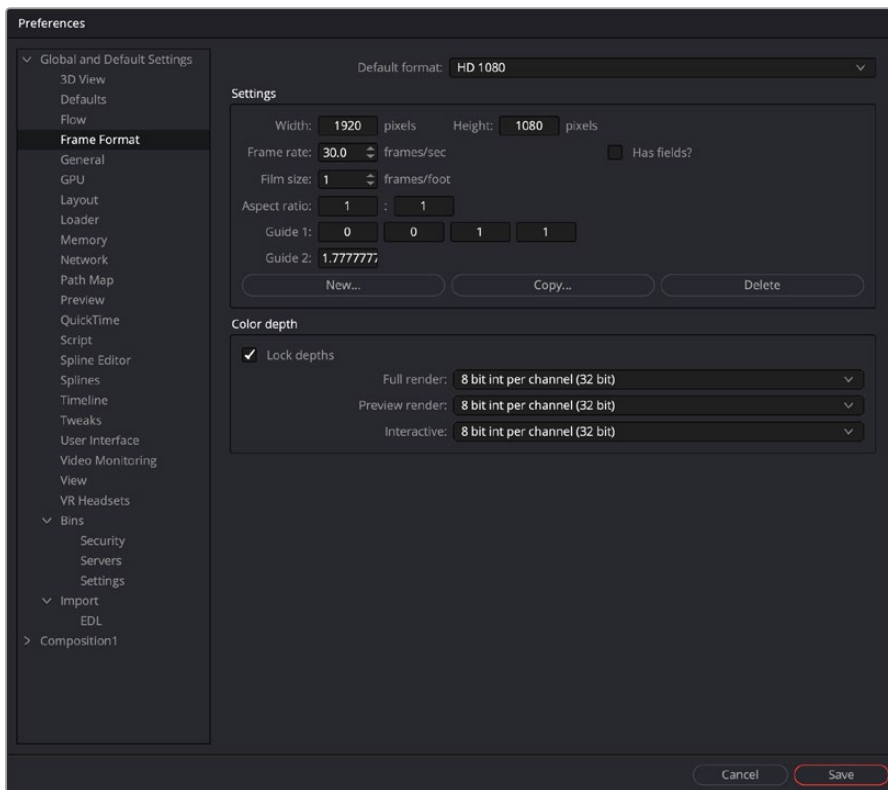 Preferences
Global and Default Settings
3D View
Defaults
Flow
Frame Format
General
GPU
Layout
Loader
Memory
Network
Path Map
Preview
QuickTime
Script
Spline Editor
Splines
Timeline
Tweaks
User Interface
Video Monitoring
View
VR Headsets
Bins
Security
Servers
Settings
Import
EDL
Composition1
Default format: HD 1080
Settings
Width: 1920 pixels Height: 1080 pixels
Frame rate: 30.0 frames/sec Has fields?
Film size: 1 frames/foot
Aspect ratio: 1 : 1
Guide 1: 0 0 1 1
Guide 2: 1.7777777
New... Copy... Delete
Color depth
Lock depths
Full render: 8 bit int per channel (32 bit)
Preview render: 8 bit int per channel (32 bit)
Interactive: 8 bit int per channel (32 bit)
Cancel Save